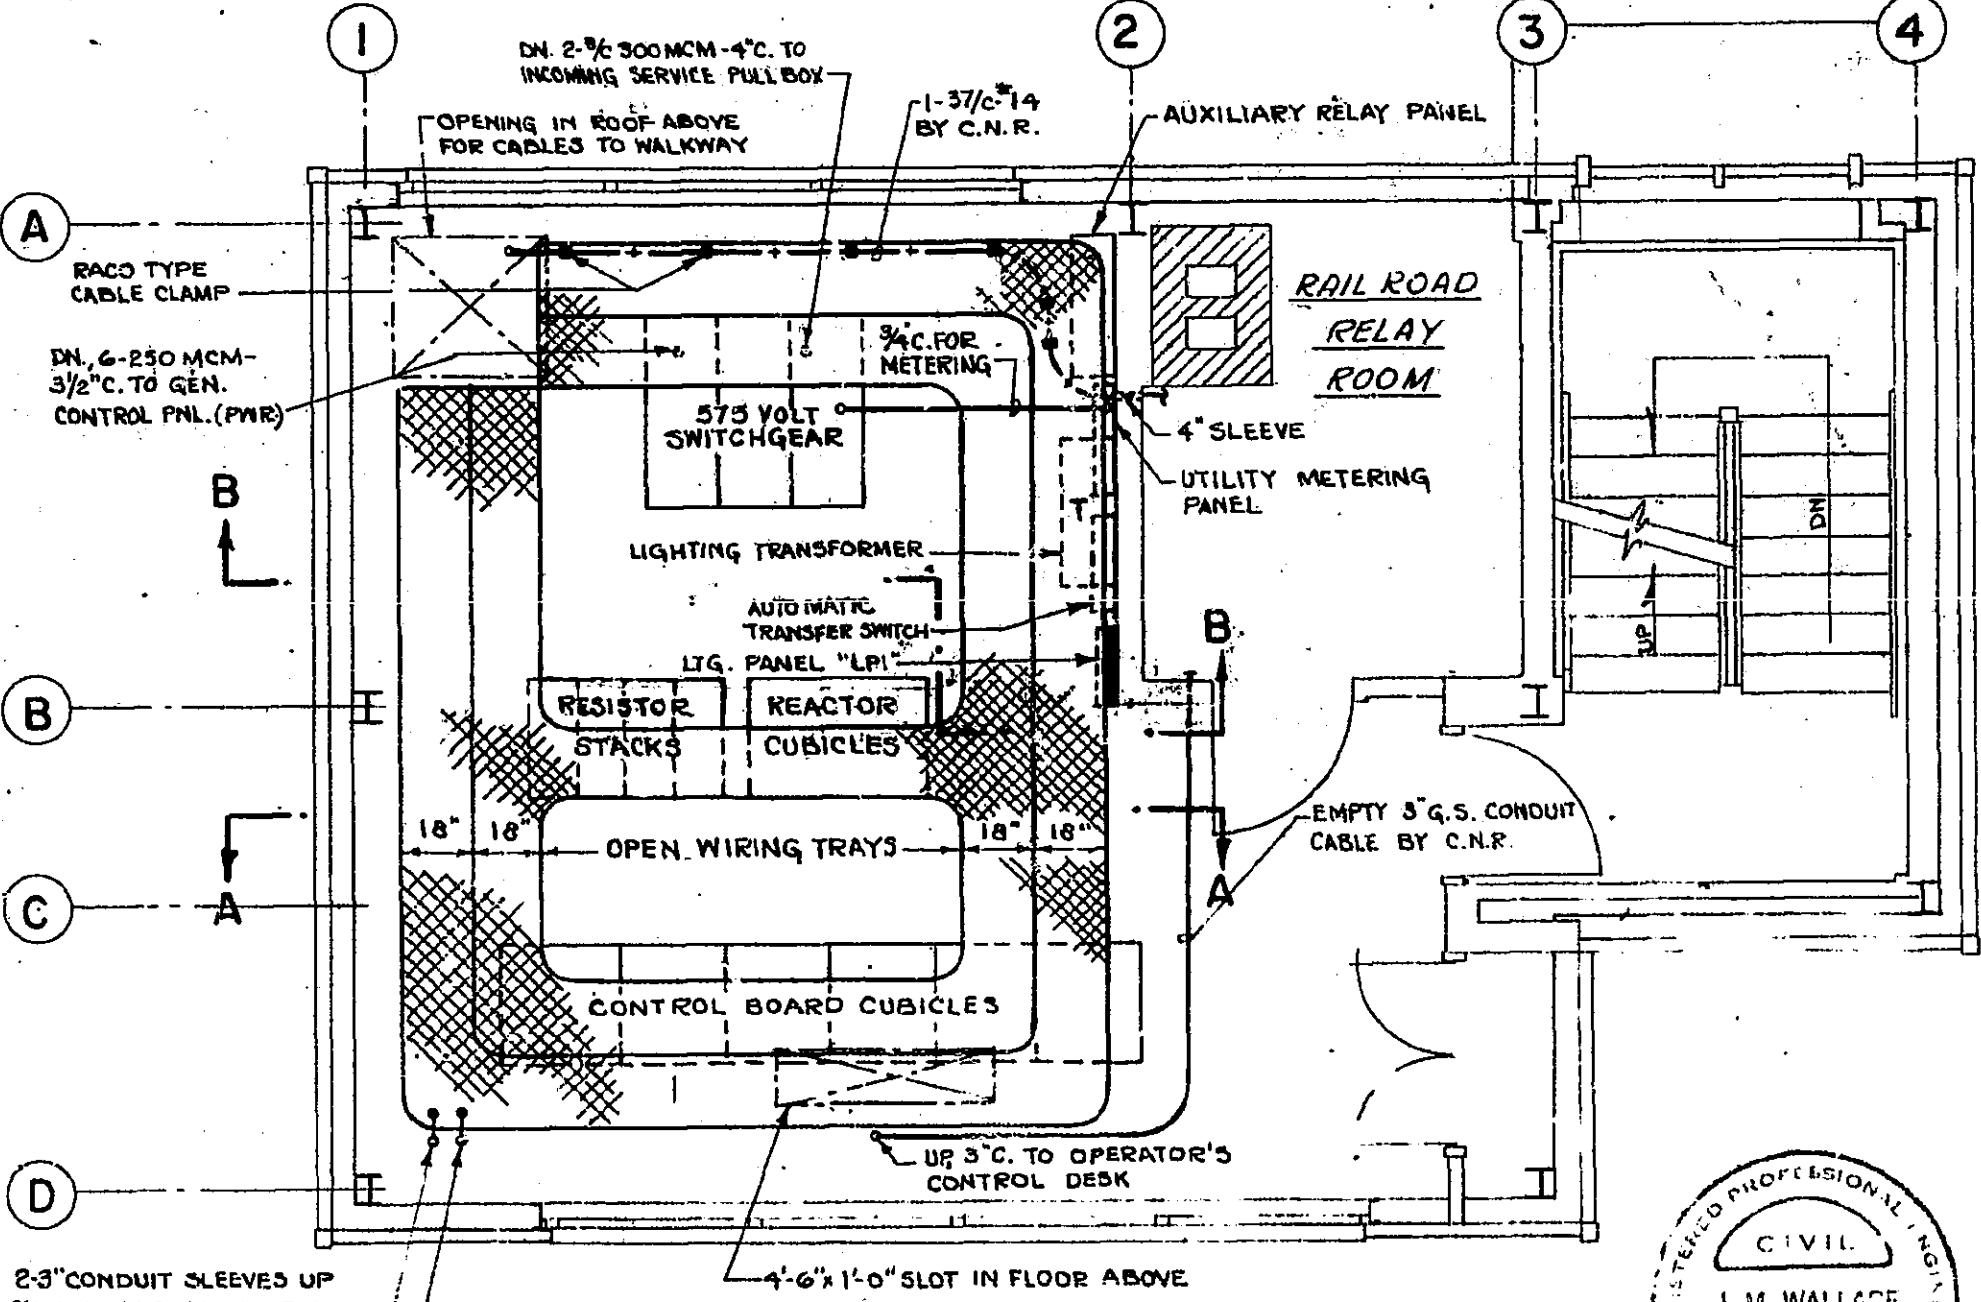 1
2
3
4
DN. 2-3/C 300 MCM-4"C. TO
INCOMING SERVICE PULL BOX
1-37/C-#14
BY C.N.R.
AUXILIARY RELAY PANEL
OPENING IN ROOF ABOVE
FOR CABLES TO WALKWAY
A
RACO TYPE
CABLE CLAMP
RAIL ROAD
RELAY
ROOM
3/4"C. FOR
METERING
DN., 6-250 MCM-
3 1/2"C. TO GEN.
CONTROL PNL. (PWR.)
575 VOLT
SWITCHGEAR
4" SLEEVE
UTILITY METERING
PANEL
B
DN
UP
LIGHTING TRANSFORMER
AUTOMATIC
TRANSFER SWITCH
LTG. PANEL "LP1"
B
B
RESISTOR
STACKS
REACTOR
CUBICLES
18"
18"
OPEN WIRING TRAYS
18"
18"
EMPTY 3" G.S. CONDUIT
CABLE BY C.N.R.
A
A
C
CONTROL BOARD CUBICLES
UP, 3"C. TO OPERATOR'S
CONTROL DESK
D
2-3" CONDUIT SLEEVES UP
4'-6" x 1'-0" SLOT IN FLOOR ABOVE
PROFESSIONAL
CIVIL
J. M. WALLACE